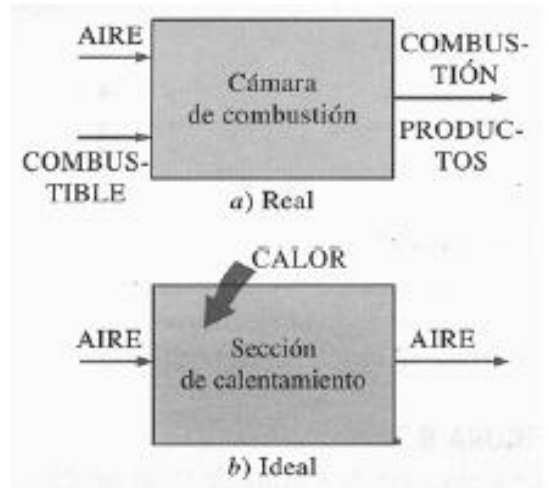 AIRE
COMBUS-
TIÓN
Cámara
de combustión
PRODUC-
TOS
COMBUS-
TIBLE
a) Real
CALOR
AIRE
Sección
de calentamiento
AIRE
b) Ideal